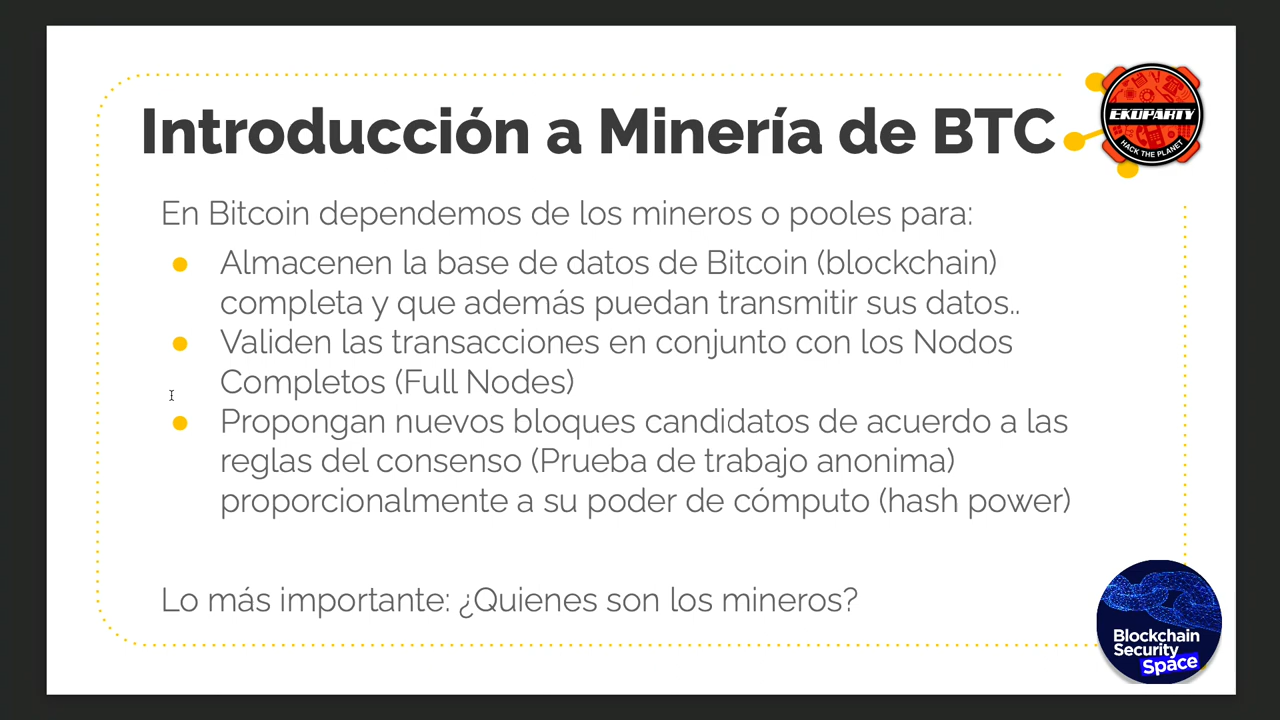 Introducción a Minería de BTC
EKOPARTY
HACK THE PLANET
En Bitcoin dependemos de los mineros o pooles para:
● Almacenen la base de datos de Bitcoin (blockchain)
completa y que además puedan transmitir sus datos..
● Validen las transacciones en conjunto con los Nodos
Completos (Full Nodes)
● Propongan nuevos bloques candidatos de acuerdo a las
reglas del consenso (Prueba de trabajo anonima)
proporcionalmente a su poder de cómputo (hash power)
Lo más importante: ¿Quienes son los mineros?
Blockchain
Security
Space